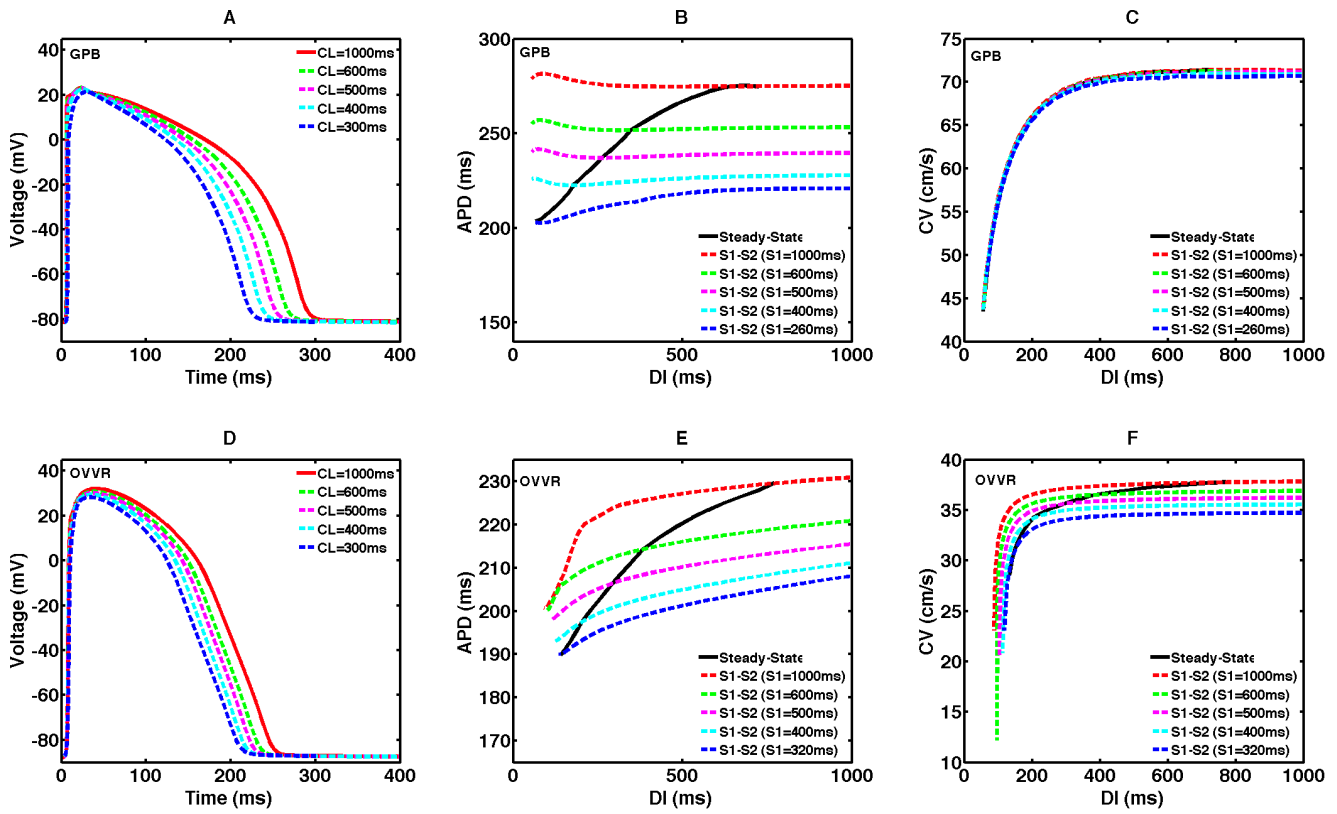 A
GPB
CL=1000ms
CL=600ms
CL=500ms
CL=400ms
CL=300ms
40
20
0
-20
-40
-60
-80
Voltage (mV)
0 100 200 300 400
Time (ms)
B
GPB
300
250
200
150
APD (ms)
Steady-State
S1-S2 (S1=1000ms)
S1-S2 (S1=600ms)
S1-S2 (S1=500ms)
S1-S2 (S1=400ms)
S1-S2 (S1=260ms)
0 500 1000
DI (ms)
C
GPB
75
70
65
60
55
50
45
40
CV (cm/s)
Steady-State
S1-S2 (S1=1000ms)
S1-S2 (S1=600ms)
S1-S2 (S1=500ms)
S1-S2 (S1=400ms)
S1-S2 (S1=260ms)
0 200 400 600 800 1000
DI (ms)
D
OVVR
CL=1000ms
CL=600ms
CL=500ms
CL=400ms
CL=300ms
40
20
0
-20
-40
-60
-80
Voltage (mV)
0 100 200 300 400
Time (ms)
E
OVVR
230
220
210
200
190
180
170
165
APD (ms)
Steady-State
S1-S2 (S1=1000ms)
S1-S2 (S1=600ms)
S1-S2 (S1=500ms)
S1-S2 (S1=400ms)
S1-S2 (S1=320ms)
0 500 1000
DI (ms)
F
OVVR
40
35
30
25
20
15
10
CV (cm/s)
Steady-State
S1-S2 (S1=1000ms)
S1-S2 (S1=600ms)
S1-S2 (S1=500ms)
S1-S2 (S1=400ms)
S1-S2 (S1=320ms)
0 200 400 600 800 1000
DI (ms)